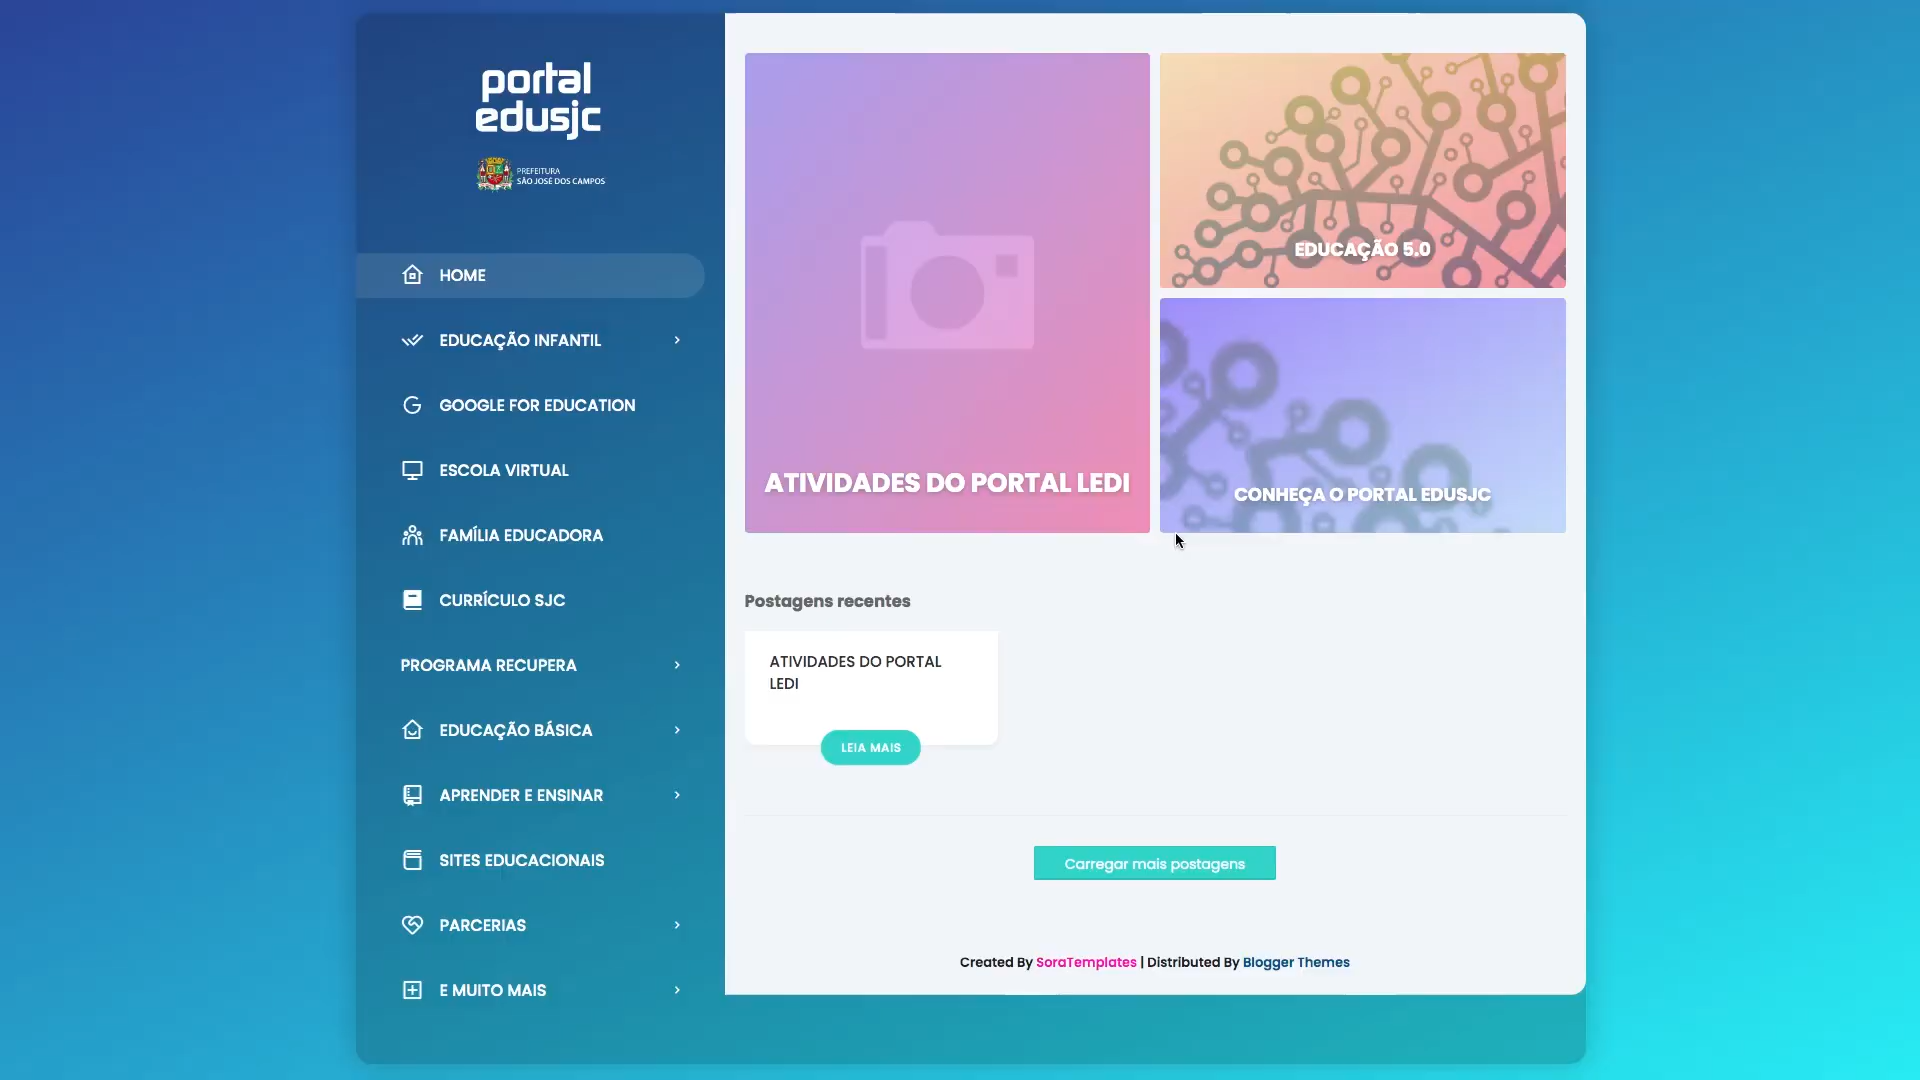 portal
edusjc
PREFEITURA
SÃO JOSÉ DOS CAMPOS
HOME
EDUCAÇÃO INFANTIL
GOOGLE FOR EDUCATION
ESCOLA VIRTUAL
FAMÍLIA EDUCADORA
CURRÍCULO SJC
PROGRAMA RECUPERA
EDUCAÇÃO BÁSICA
APRENDER E ENSINAR
SITES EDUCACIONAIS
PARCERIAS
E MUITO MAIS
ATIVIDADES DO PORTAL LEDI
EDUCAÇÃO 5.0
CONHEÇA O PORTAL EDUSJC
Postagens recentes
ATIVIDADES DO PORTAL
LEDI
LEIA MAIS
Carregar mais postagens
Created By SoraTemplates | Distributed By Blogger Themes